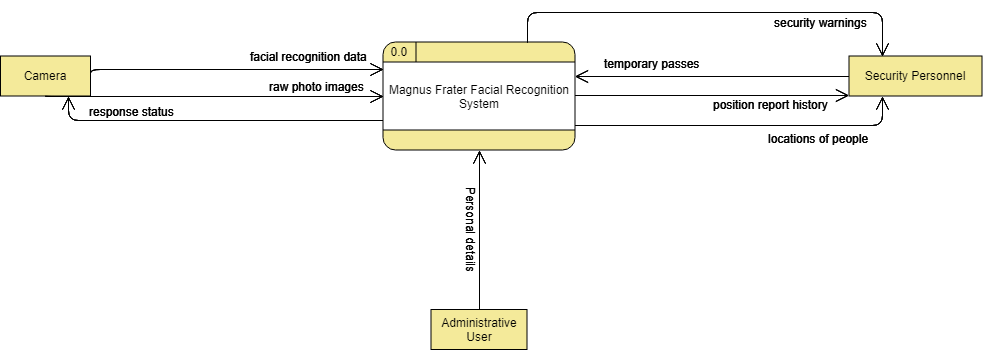 security warnings
0.0
facial recognition data
temporary passes
Camera
Security Personnel
raw photo images
Magnus Frater Facial Recognition
System
position report history
response status
locations of people
Personal details
Administrative
User